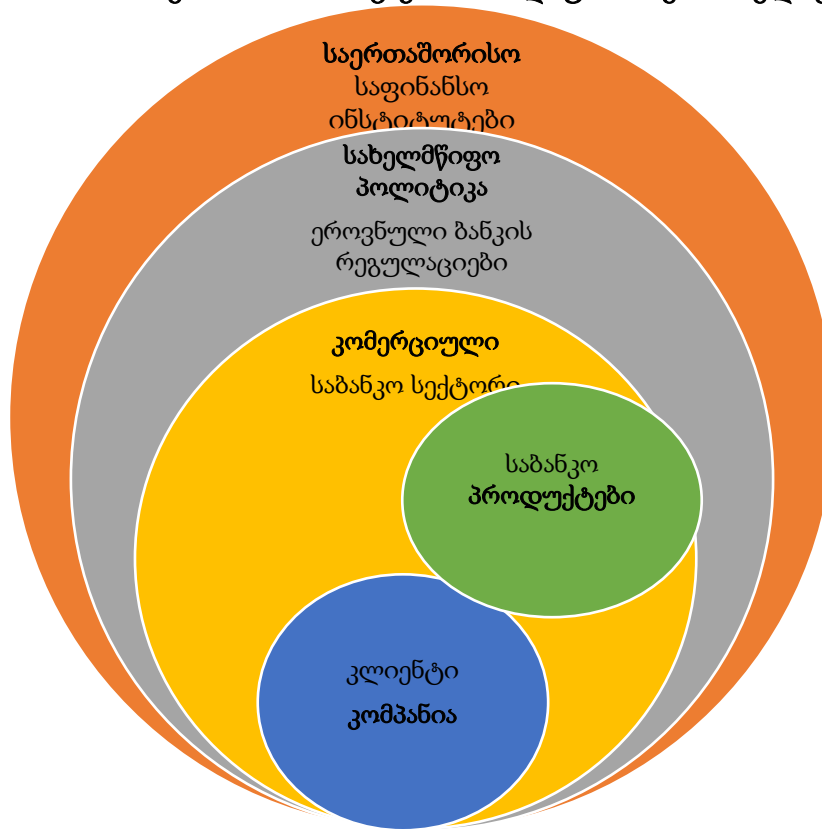 საერთაშორისო
საფინანსო
ინსტიტუტები
სახელმწიფო
პოლიტიკა
ეროვნული ბანკის
რეგულაციები
კომერციული
საბანკო სექტორი
საბანკო
პროდუქტები
კლიენტი
კომპანია